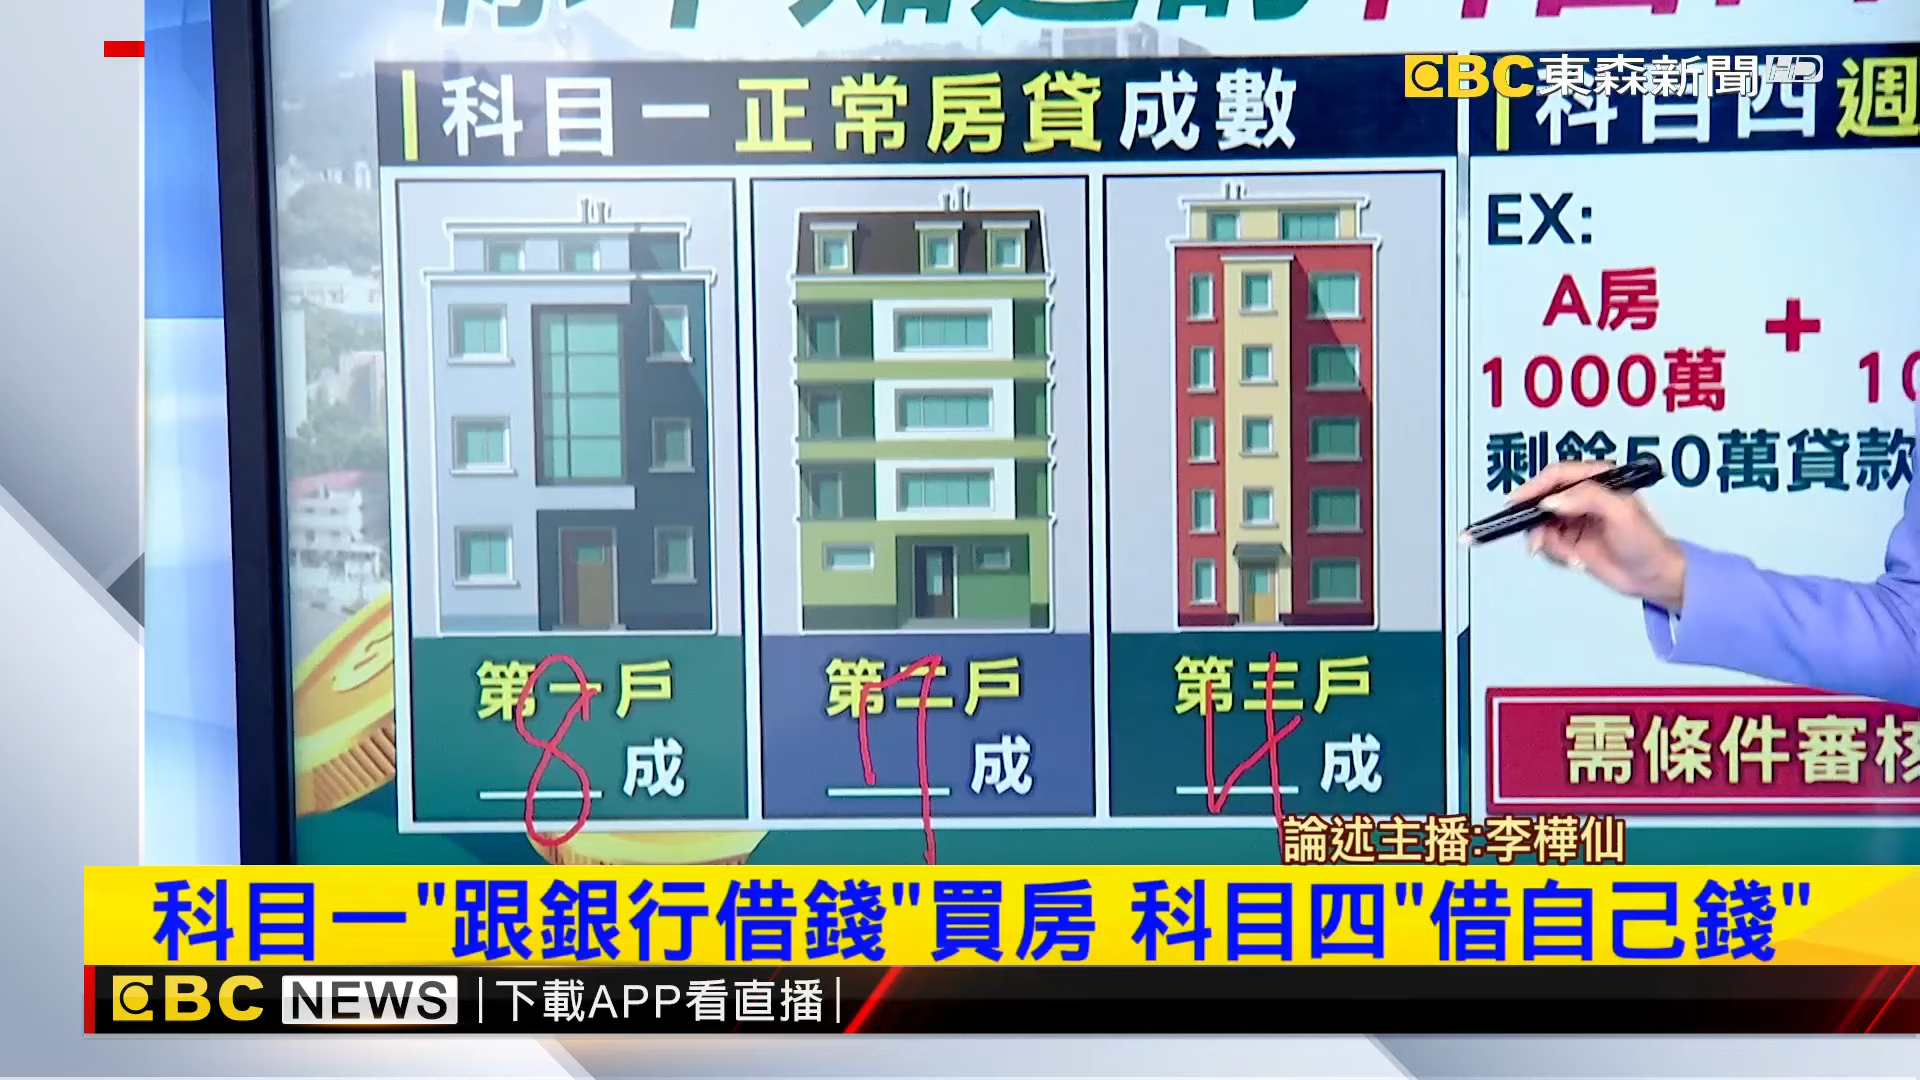 EBC東森新聞HD
科目一正常房貸成數
科目四週
EX:
A房
+
1000萬
10
剩餘50萬貸款
第一戶
8成
第二戶
7成
第三戶
4成
需條件審核
論述主播:李樺仙
科目一"跟銀行借錢"買房 科目四"借自己錢"
EBC NEWS 下載APP看直播